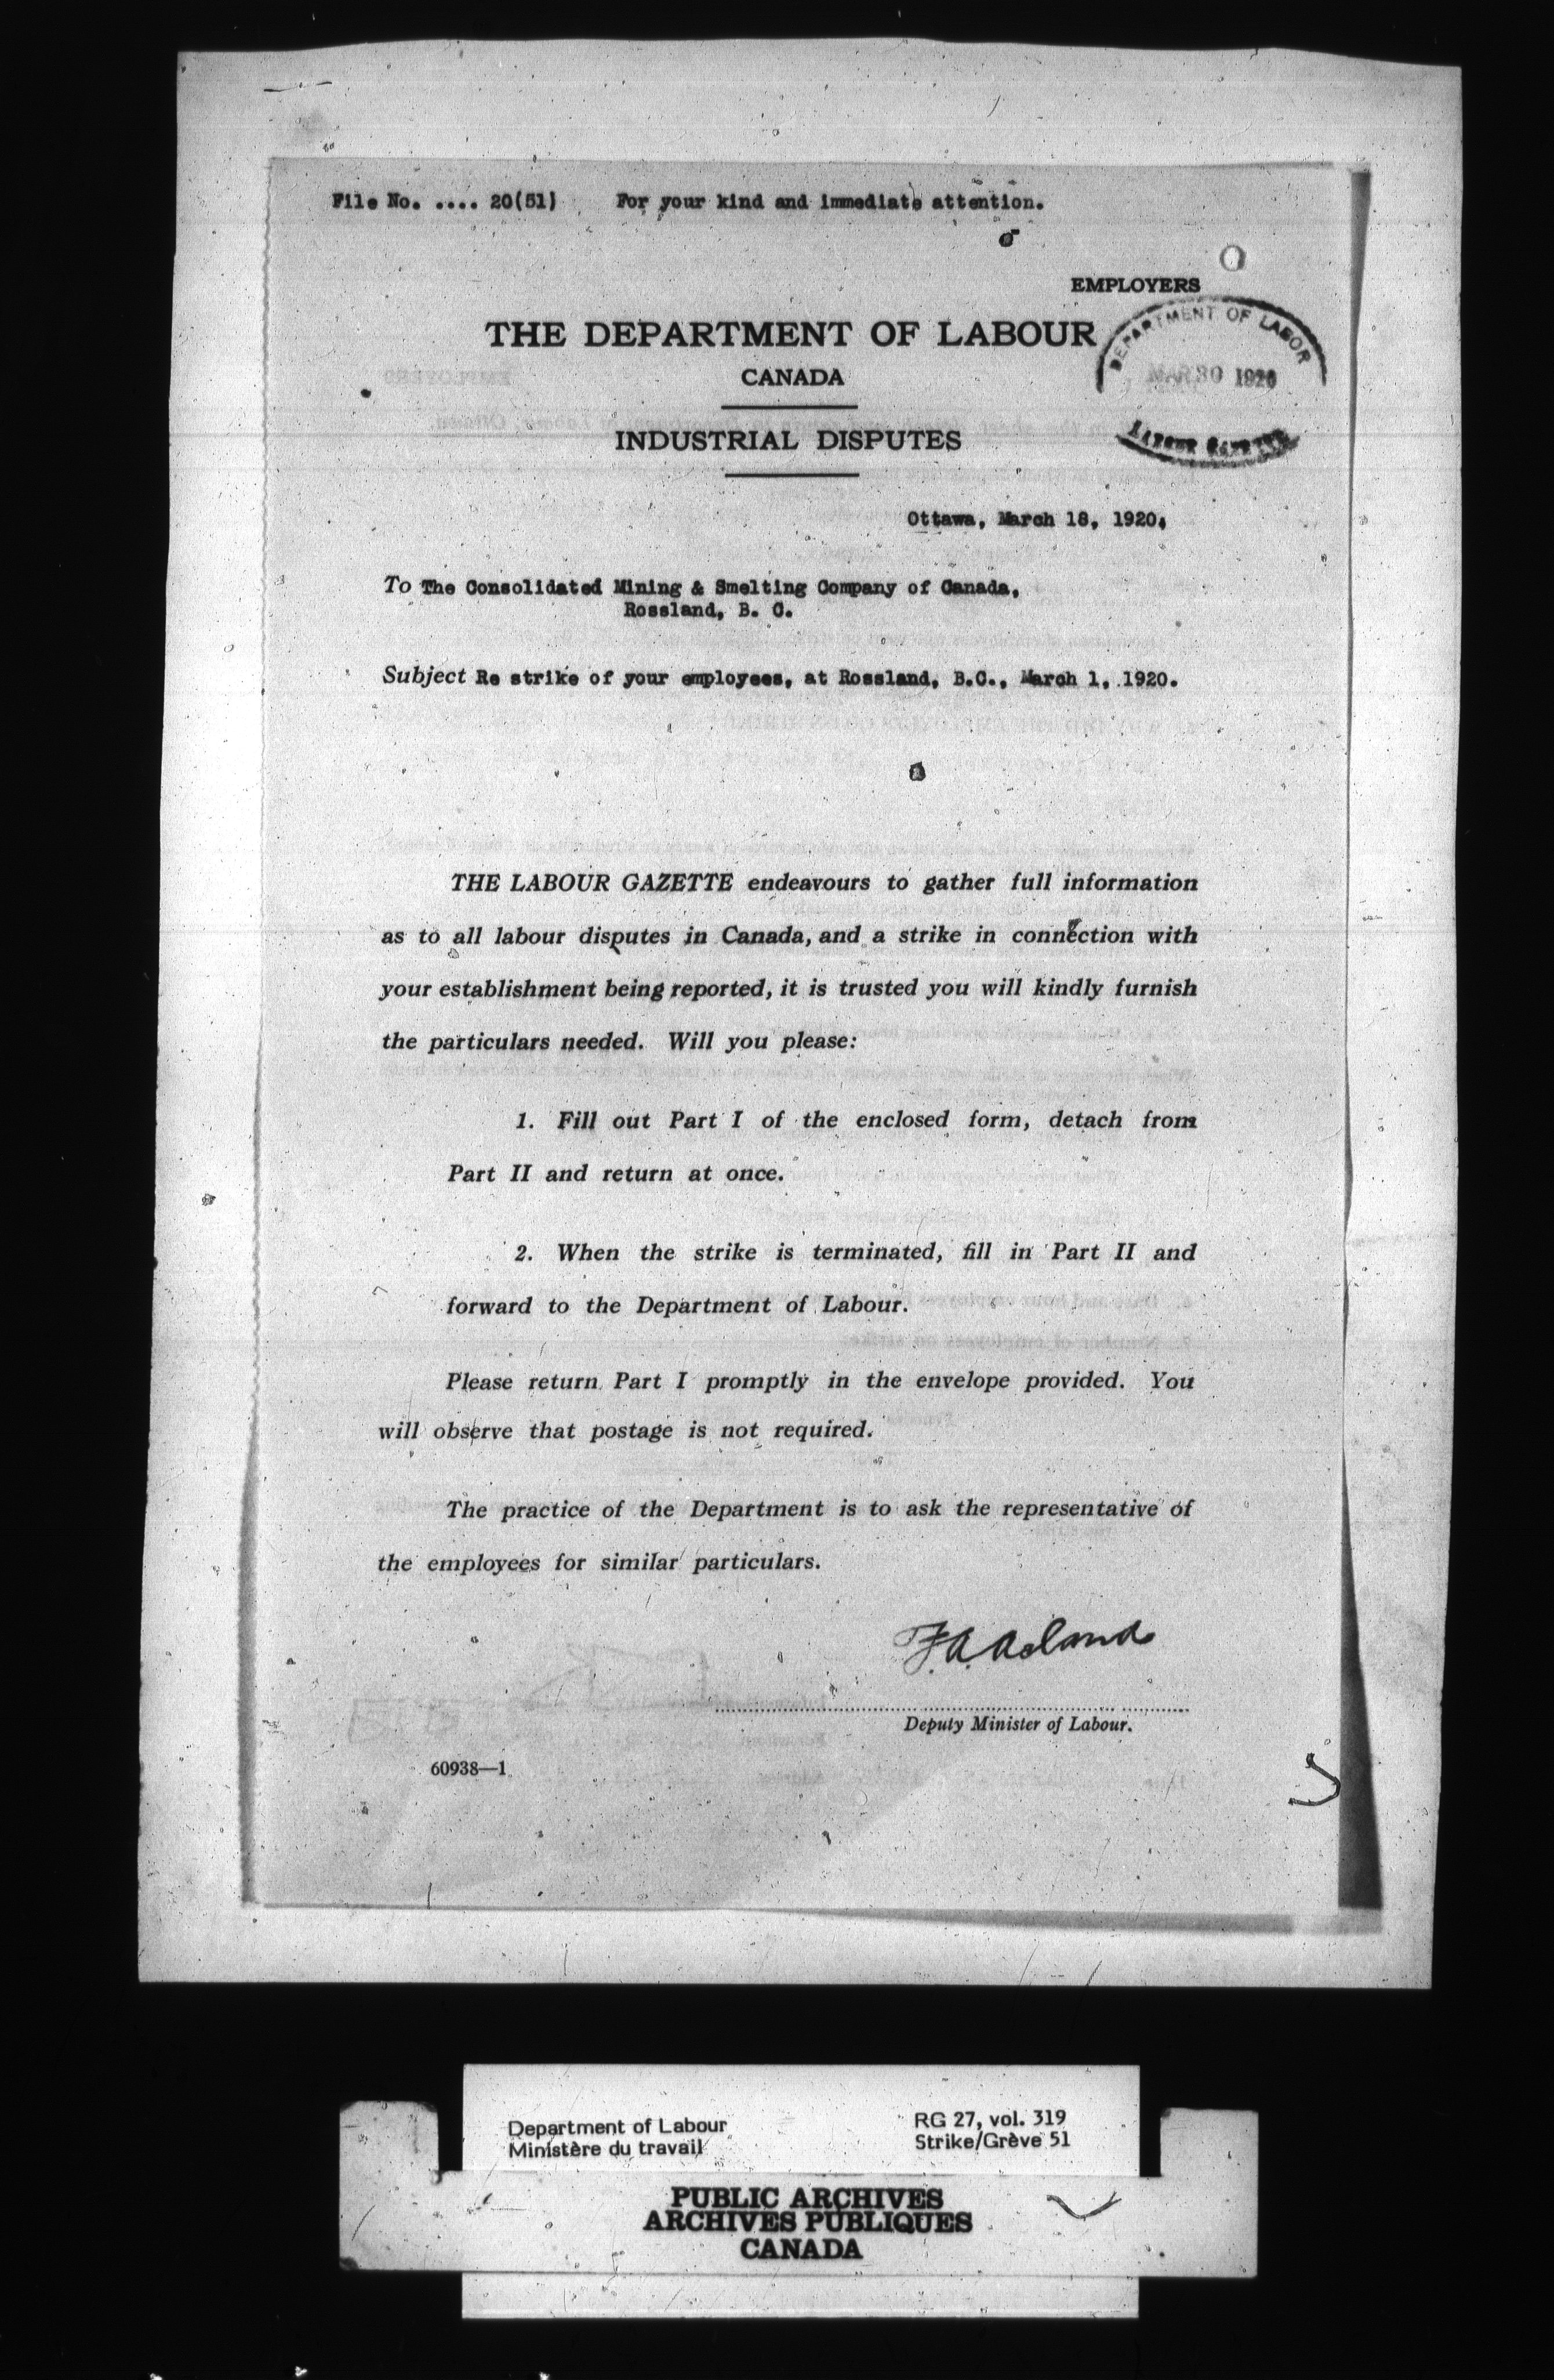 File No. .... 20(51) For your kind and immediate attention.
EMPLOYERS
THE DEPARTMENT OF LABOUR
CANADA
INDUSTRIAL DISPUTES
DEPARTMENT OF LABOR
MAR 30 1920
LABOUR GAZETTE
Ottawa, March 18, 1920.
To The Consolidated Mining & Smelting Company of Canada,
Rossland, B. C.
Subject Re strike of your employees, at Rossland, B.C., March 1, 1920.
THE LABOUR GAZETTE endeavours to gather full information
as to all labour disputes in Canada, and a strike in connection with
your establishment being reported, it is trusted you will kindly furnish
the particulars needed. Will you please:
1. Fill out Part I of the enclosed form, detach from
Part II and return at once.
2. When the strike is terminated, fill in Part II and
forward to the Department of Labour.
Please return Part I promptly in the envelope provided. You
will observe that postage is not required.
The practice of the Department is to ask the representative of
the employees for similar particulars.
F. A. Acland
Deputy Minister of Labour.
60938—1
Department of Labour
Ministère du travail
RG 27, vol. 319
Strike/Grève 51
PUBLIC ARCHIVES
ARCHIVES PUBLIQUES
CANADA